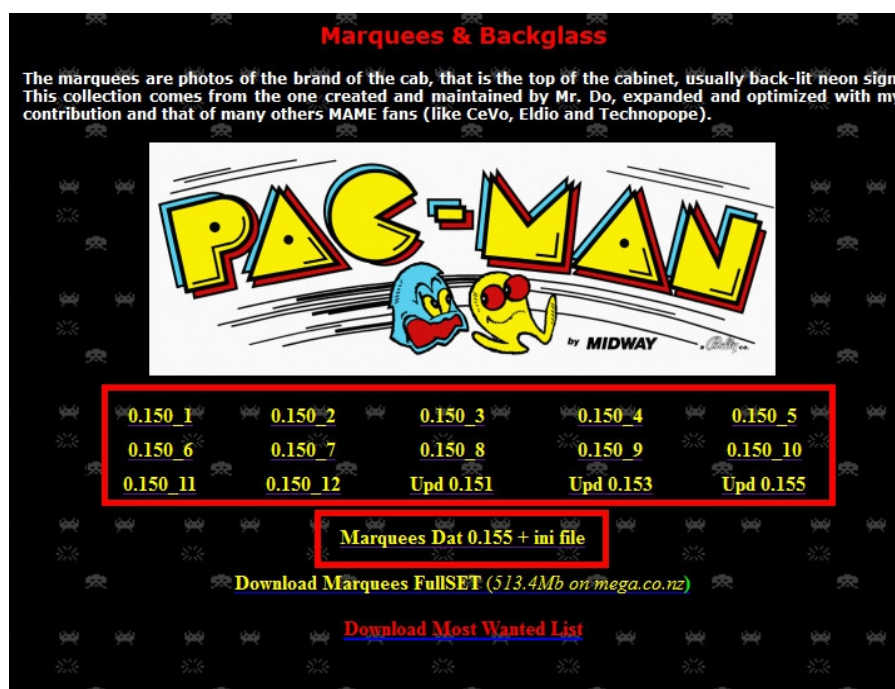 Marquees & Backglass
The marquees are photos of the brand of the cab, that is the top of the cabinet, usually back-lit neon sign
This collection comes from the one created and maintained by Mr. Do, expanded and optimized with my
contribution and that of many others MAME fans (like CeVo, Eldio and Technopope).
PAC-MAN
by MIDWAY
a Bally co.
0.150_1 0.150_2 0.150_3 0.150_4 0.150_5
0.150_6 0.150_7 0.150_8 0.150_9 0.150_10
0.150_11 0.150_12 Upd 0.151 Upd 0.153 Upd 0.155
Marquees Dat 0.155 + ini file
Download Marquees FullSET (513.4Mb on mega.co.nz)
Download Most Wanted List